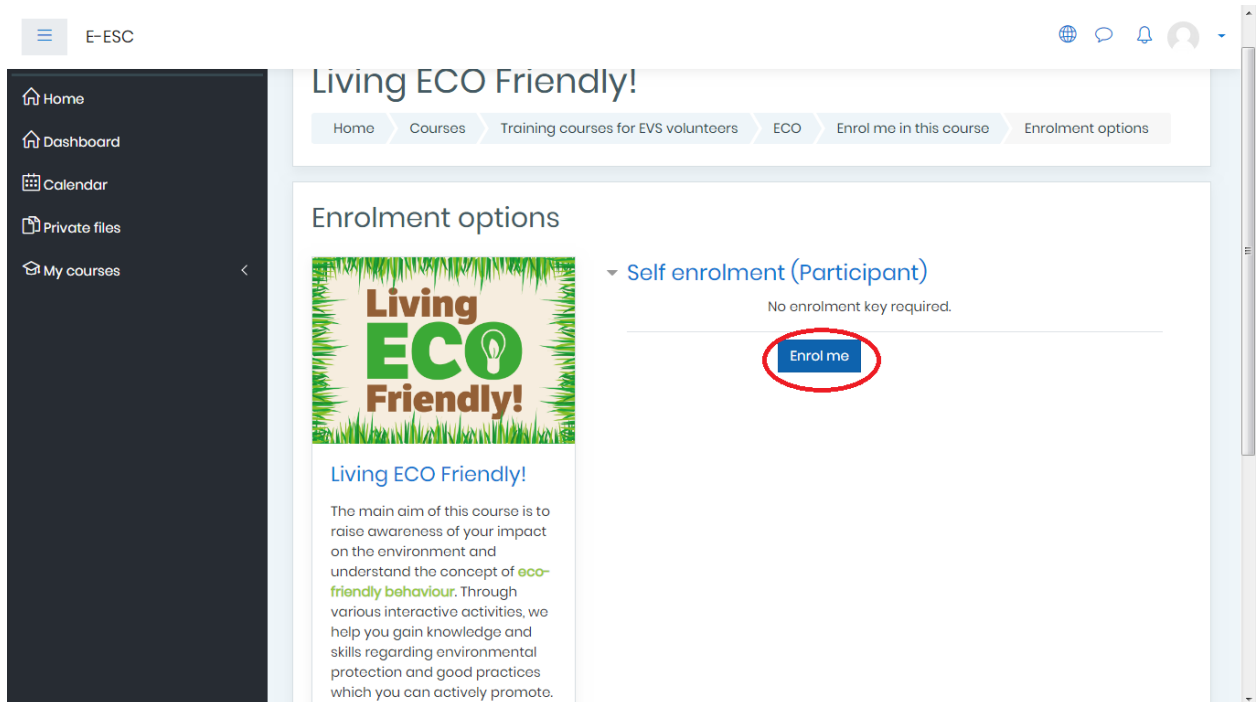 E-ESC
Home
Dashboard
Calendar
Private files
My courses
Living ECO Friendly!
Home Courses Training courses for EVS volunteers ECO Enrol me in this course Enrolment options
Enrolment options
Living
ECO
Friendly!
Living ECO Friendly!
The main aim of this course is to
raise awareness of your impact
on the environment and
understand the concept of eco-
friendly behaviour. Through
various interactive activities, we
help you gain knowledge and
skills regarding environmental
protection and good practices
which you can actively promote.
Self enrolment (Participant)
No enrolment key required.
Enrol me